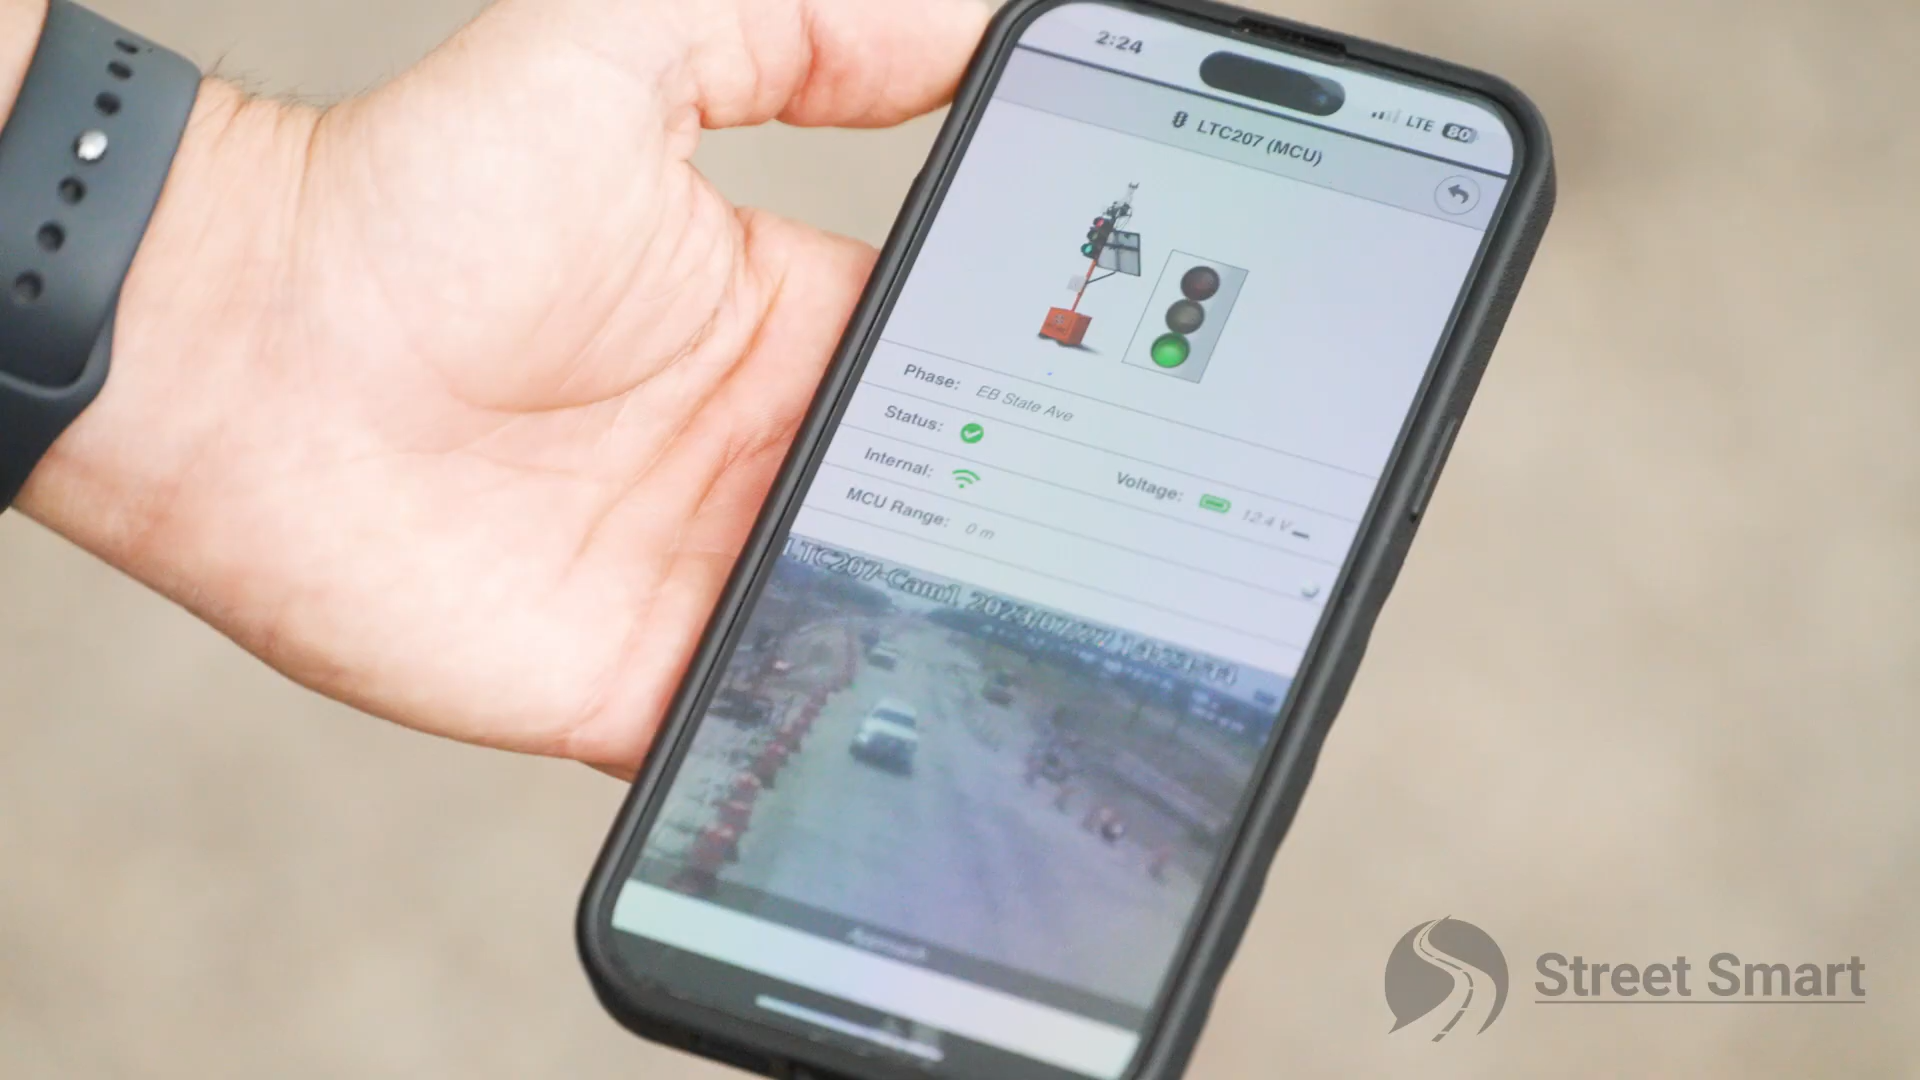 2:24
LTE 80
LTC207 (MCU)
Phase: EB State Ave
Status:
Internal:
Voltage: 12.4 V
MCU Range: 0 m
LTC207-Cam1
Approach
Street Smart